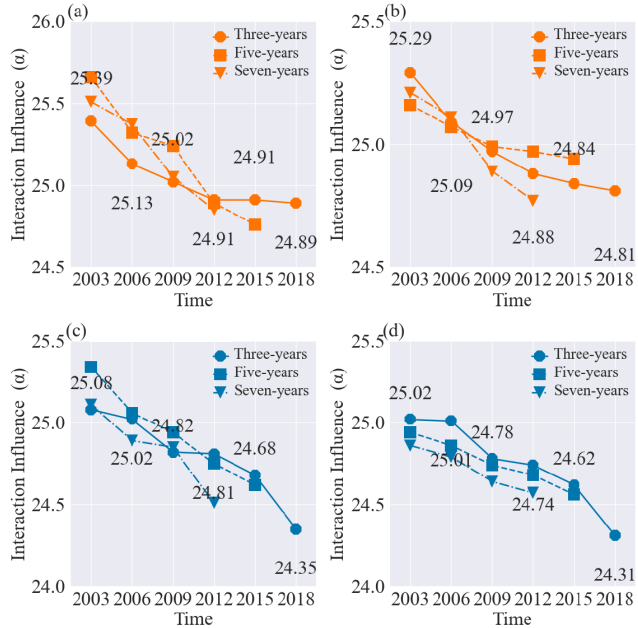 (a)
26.0
25.5
25.0
24.5
Interaction Influence (α)
Three-years
Five-years
Seven-years
25.39
25.13
25.02
24.91
24.91
24.89
2003 2006 2009 2012 2015 2018
Time
(b)
25.5
25.0
24.5
Interaction Influence (α)
Three-years
Five-years
Seven-years
25.29
25.09
24.97
24.88
24.84
24.81
2003 2006 2009 2012 2015 2018
Time
(c)
25.5
25.0
24.5
24.0
Interaction Influence (α)
Three-years
Five-years
Seven-years
25.08
25.02
24.82
24.81
24.68
24.35
2003 2006 2009 2012 2015 2018
Time
(d)
25.5
25.0
24.5
24.0
Interaction Influence (α)
Three-years
Five-years
Seven-years
25.02
25.01
24.78
24.74
24.62
24.31
2003 2006 2009 2012 2015 2018
Time